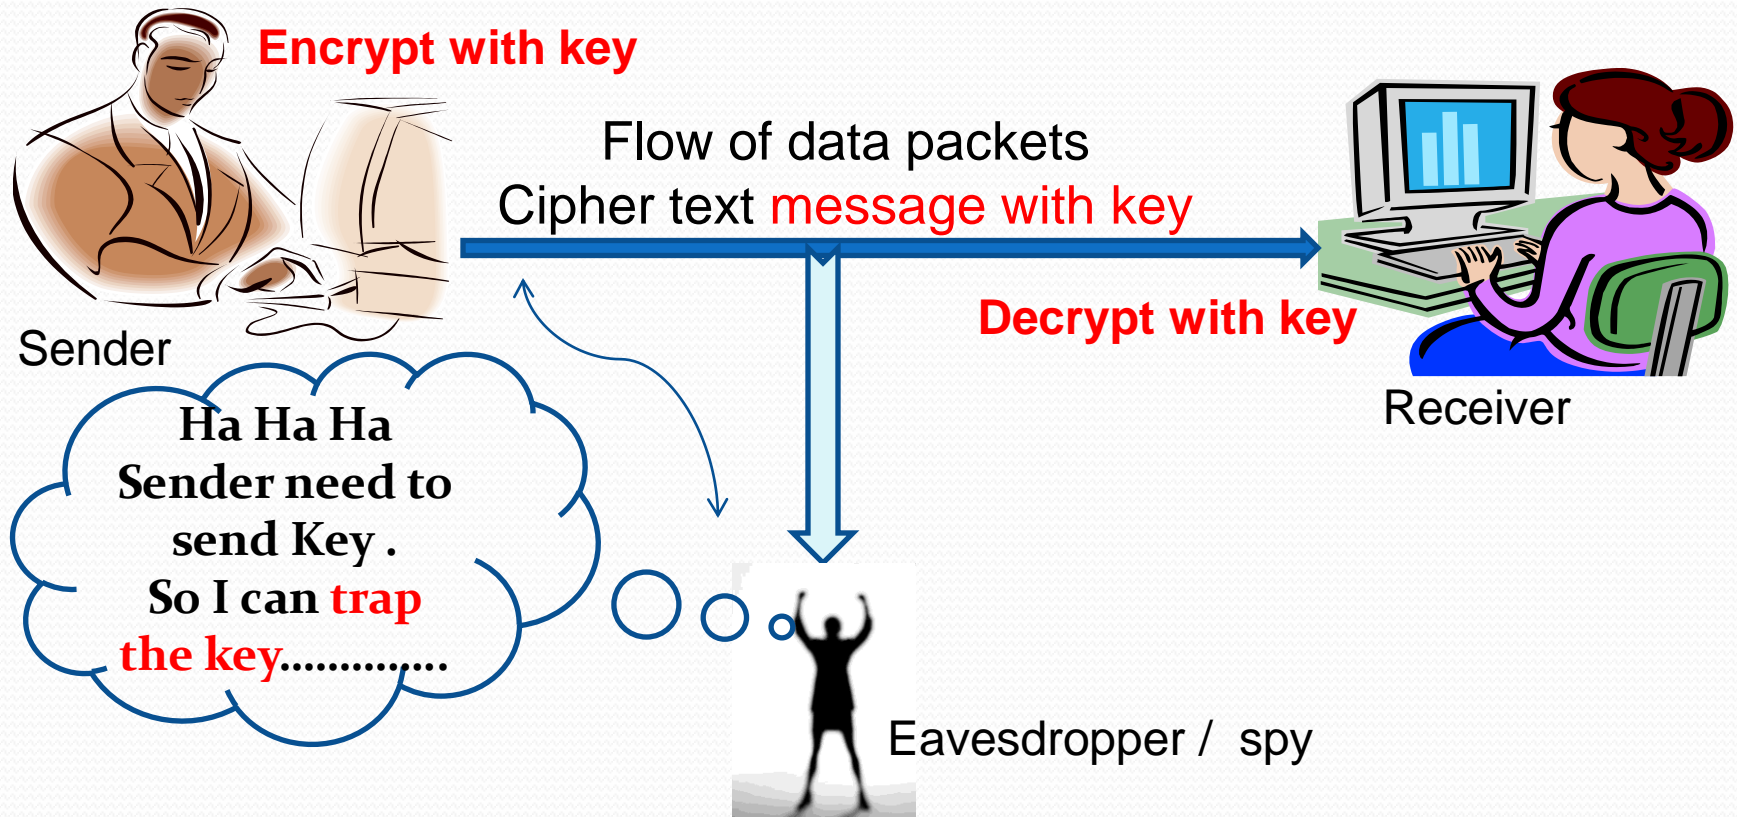 Encrypt with key
Flow of data packets
Cipher text message with key
Decrypt with key
Sender
Receiver
Ha Ha Ha
Sender need to
send Key .
So I can trap
the key..............
Eavesdropper / spy